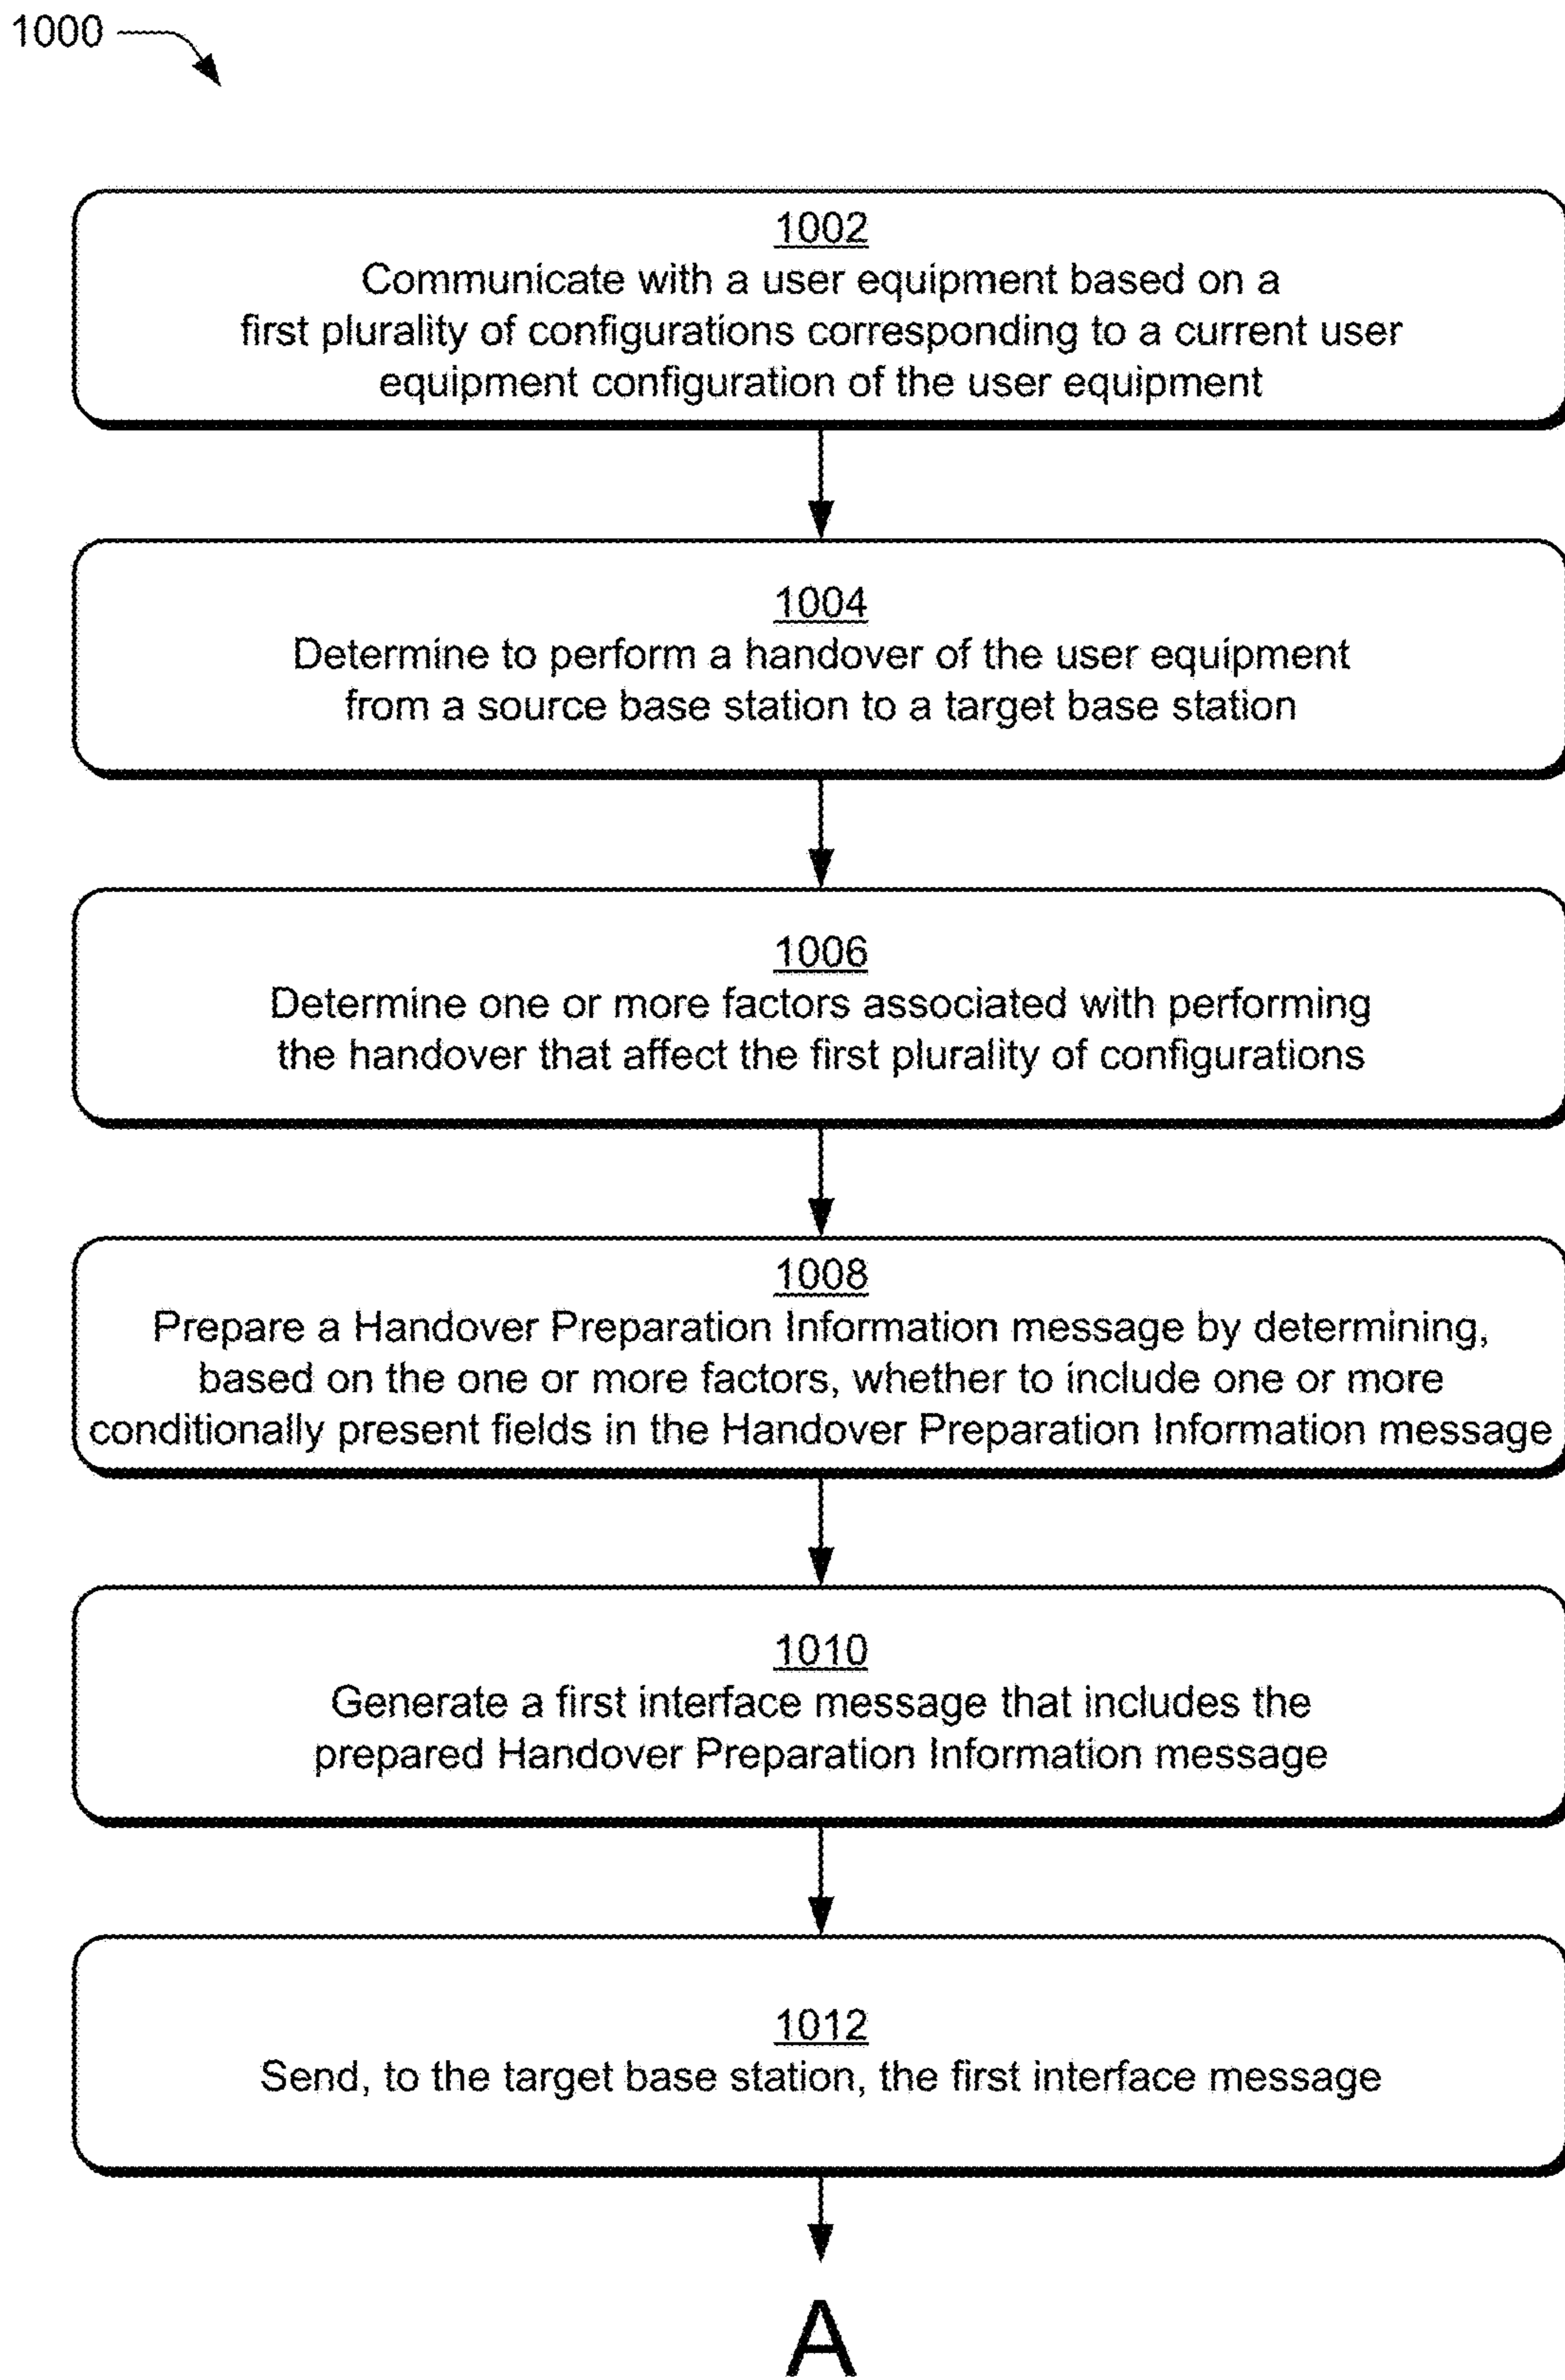 1000
1002
Communicate with a user equipment based on a
first plurality of configurations corresponding to a current user
equipment configuration of the user equipment
1004
Determine to perform a handover of the user equipment
from a source base station to a target base station
1006
Determine one or more factors associated with performing
the handover that affect the first plurality of configurations
1008
Prepare a Handover Preparation Information message by determining,
based on the one or more factors, whether to include one or more
conditionally present fields in the Handover Preparation Information message
1010
Generate a first interface message that includes the
prepared Handover Preparation Information message
1012
Send, to the target base station, the first interface message
A